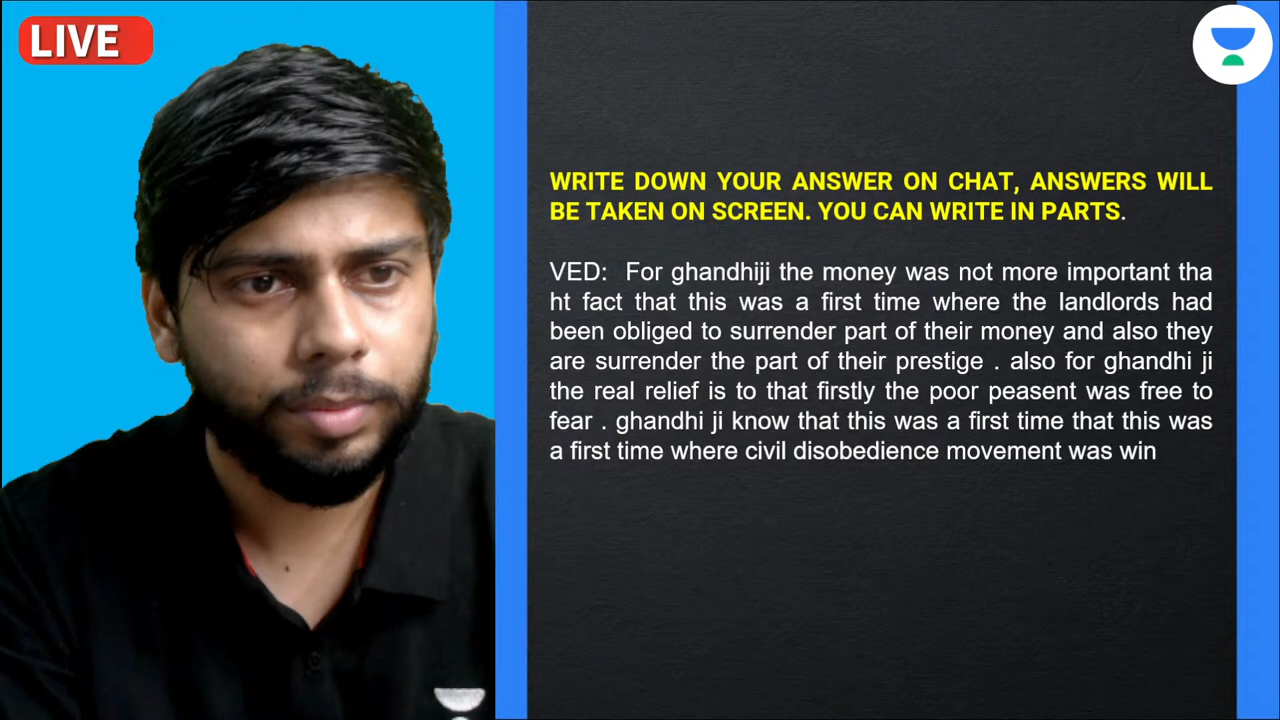 LIVE
WRITE DOWN YOUR ANSWER ON CHAT, ANSWERS WILL
BE TAKEN ON SCREEN. YOU CAN WRITE IN PARTS.
VED: For ghandhiji the money was not more important tha
ht fact that this was a first time where the landlords had
been obliged to surrender part of their money and also they
are surrender the part of their prestige . also for ghandhi ji
the real relief is to that firstly the poor peasent was free to
fear . ghandhi ji know that this was a first time that this was
a first time where civil disobedience movement was win